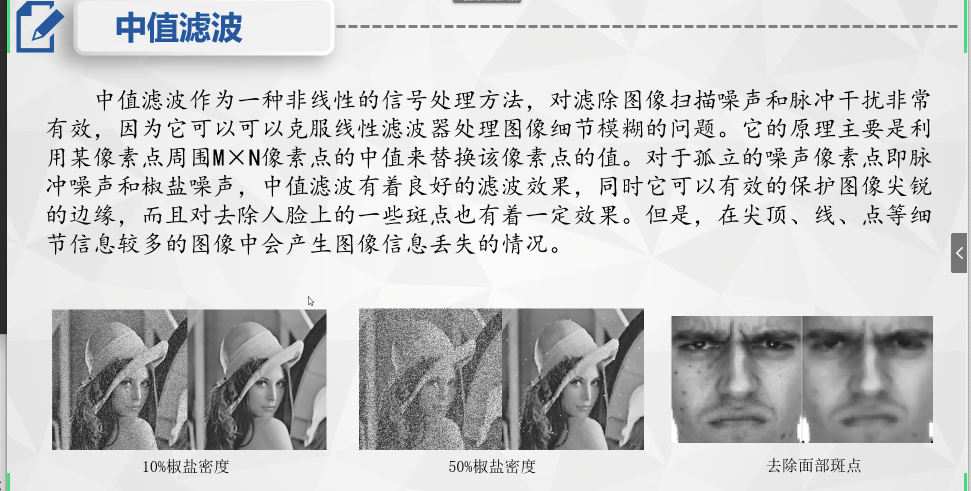 中值滤波
中值滤波作为一种非线性的信号处理方法，对滤除图像扫描噪声和脉冲干扰非常
有效，因为它可以可以克服线性滤波器处理图像细节模糊的问题。它的原理主要是利
用某像素点周围M×N像素点的中值来替换该像素点的值。对于孤立的噪声像素点即脉
冲噪声和椒盐噪声，中值滤波有着良好的滤波效果，同时它可以有效的保护图像尖锐
的边缘，而且对去除人脸上的一些斑点也有着一定效果。但是，在尖顶、线、点等细
节信息较多的图像中会产生图像信息丢失的情况。
10%椒盐密度
50%椒盐密度
去除面部斑点